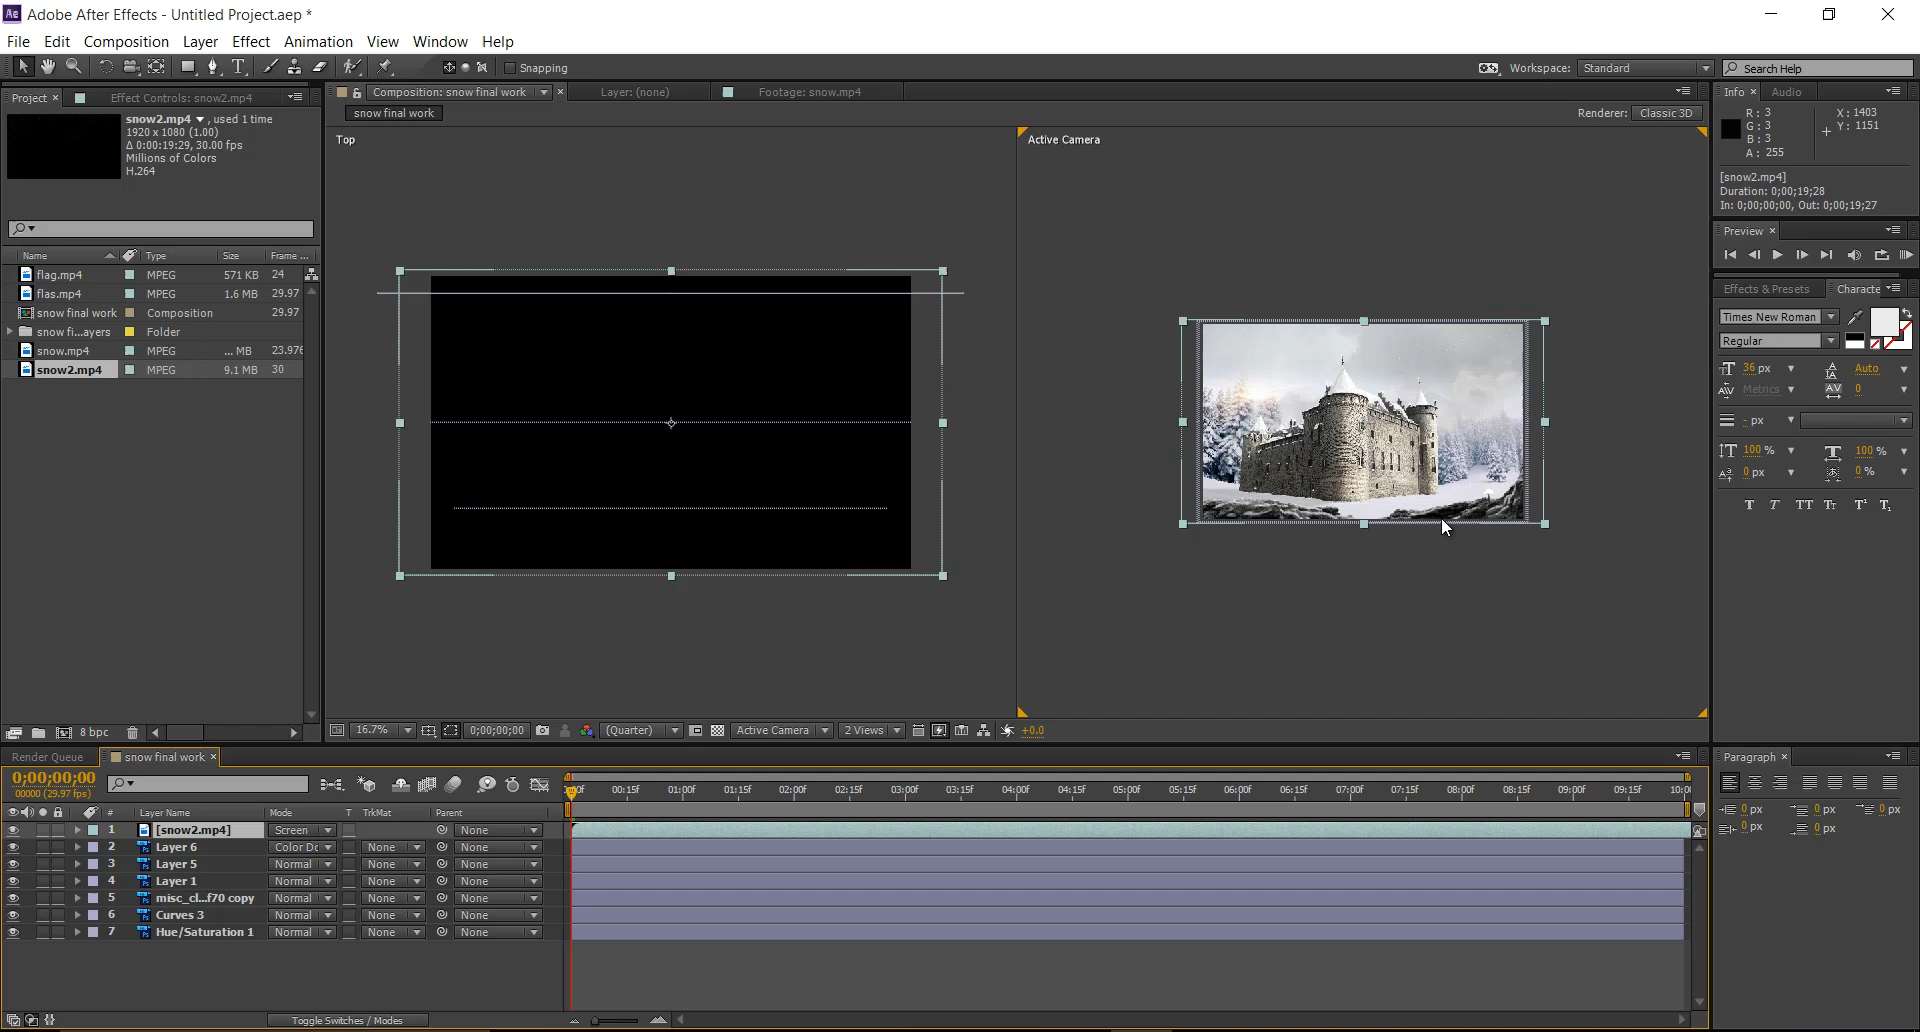 Adobe After Effects - Untitled Project.aep *
File Edit Composition Layer Effect Animation View Window Help
Snapping
Workspace: Standard
Search Help
Project
Effect Controls: snow2.mp4
Composition: snow final work
Layer: (none)
Footage: snow.mp4
Info
Audio
snow2.mp4 , used 1 time
1920 x 1080 (1.00)
Δ 0:00:19:29, 30.00 fps
Millions of Colors
H.264
snow final work
Renderer: Classic 3D
R: 3
G: 3
B: 3
A: 255
X: 1403
Y: 1151
[snow2.mp4]
Duration: 0;00;19;28
In: 0;00;00;00, Out: 0;00;19;27
Top
Active Camera
Name Type Size Frame ...
flag.mp4 MPEG 571 KB 24
flas.mp4 MPEG 1.6 MB 29.97
snow final work Composition 29.97
snow fi...ayers Folder
snow.mp4 MPEG ... MB 23.976
snow2.mp4 MPEG 9.1 MB 30
Preview
Effects & Presets
Characte
Times New Roman
Regular
36 px
Auto
Metrics
0
- px
100 %
100 %
0 px
0 %
T T TT Tт T¹ T₁
8 bpc
16.7%
0;00;00;00
(Quarter)
Active Camera
2 Views
+0.0
Render Queue
snow final work
Paragraph
0;00;00;00
00000 (29.97 fps)
00f 00:15f 01:00f 01:15f 02:00f 02:15f 03:00f 03:15f 04:00f 04:15f 05:00f 05:15f 06:00f 06:15f 07:00f 07:15f 08:00f 08:15f 09:00f 09:15f 10:0
# Layer Name Mode T TrkMat Parent
1 [snow2.mp4] Screen None
2 Layer 6 Color Dc None None
3 Layer 5 Normal None None
4 Layer 1 Normal None None
5 misc_cl...f70 copy Normal None None
6 Curves 3 Normal None None
7 Hue/Saturation 1 Normal None None
0 px 0 px 0 px
0 px 0 px
Toggle Switches / Modes